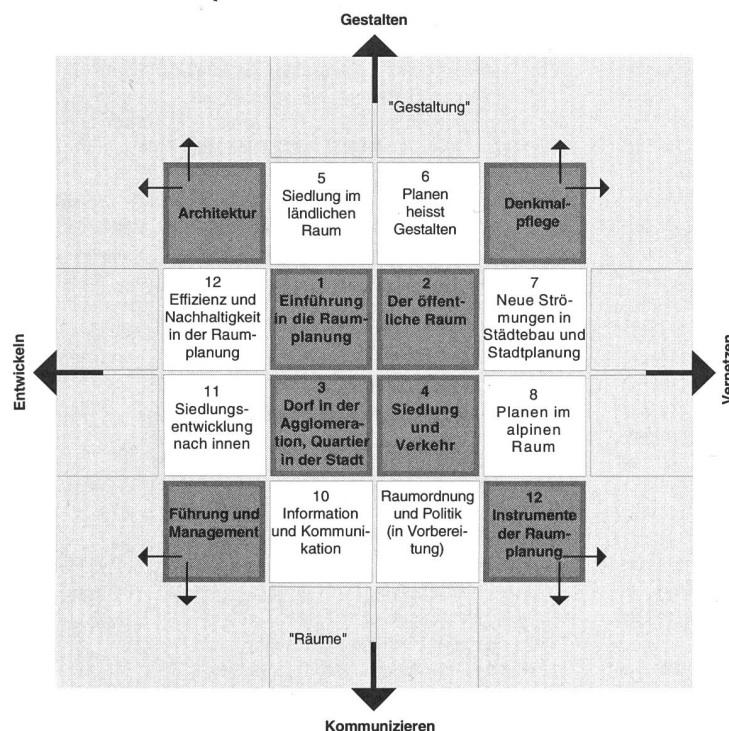 Gestalten
"Gestaltung"
Architektur
5
Siedlung im
ländlichen
Raum
6
Planen
heisst
Gestalten
Denkmal-
pflege
12
Effizienz und
Nachhaltigkeit
in der Raum-
planung
1
Einführung
in die Raum-
planung
2
Der öffent-
liche Raum
7
Neue Strö-
mungen in
Städtebau und
Stadtplanung
Entwickeln
Vernetzen
11
Siedlungs-
entwicklung
nach innen
3
Dorf in der
Agglomera-
tion, Quartier
in der Stadt
4
Siedlung
und
Verkehr
8
Planen im
alpinen
Raum
Führung und
Management
10
Information
und Kommuni-
kation
Raumordnung
und Politik
(in Vorberei-
tung)
12
Instrumente
der Raum-
planung
"Räume"
Kommunizieren